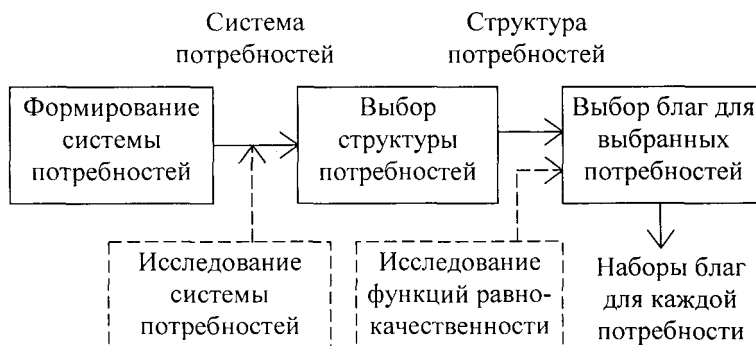 Система
потребностей
Структура
потребностей
Формирование
системы
потребностей
Выбор
структуры
потребностей
Выбор благ для
выбранных
потребностей
Исследование
системы
потребностей
Исследование
функций равно-
качественности
Наборы благ
для каждой
потребности